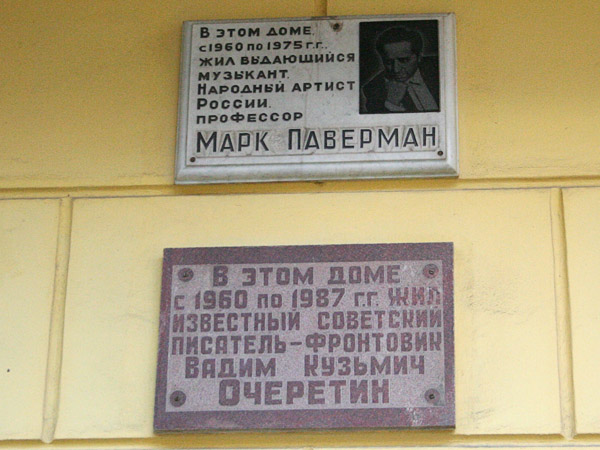 В ЭТОМ ДОМЕ,
С 1960 ПО 1975 Г.Г.
ЖИЛ ВЫДАЮЩИЙСЯ
МУЗЫКАНТ,
НАРОДНЫЙ АРТИСТ
РОССИИ,
ПРОФЕССОР
МАРК ПАВЕРМАН
В ЭТОМ ДОМЕ
С 1960 ПО 1987 Г.Г. ЖИЛ
ИЗВЕСТНЫЙ СОВЕТСКИЙ
ПИСАТЕЛЬ-ФРОНТОВИК
ВАДИМ КУЗЬМИЧ
ОЧЕРЕТИН